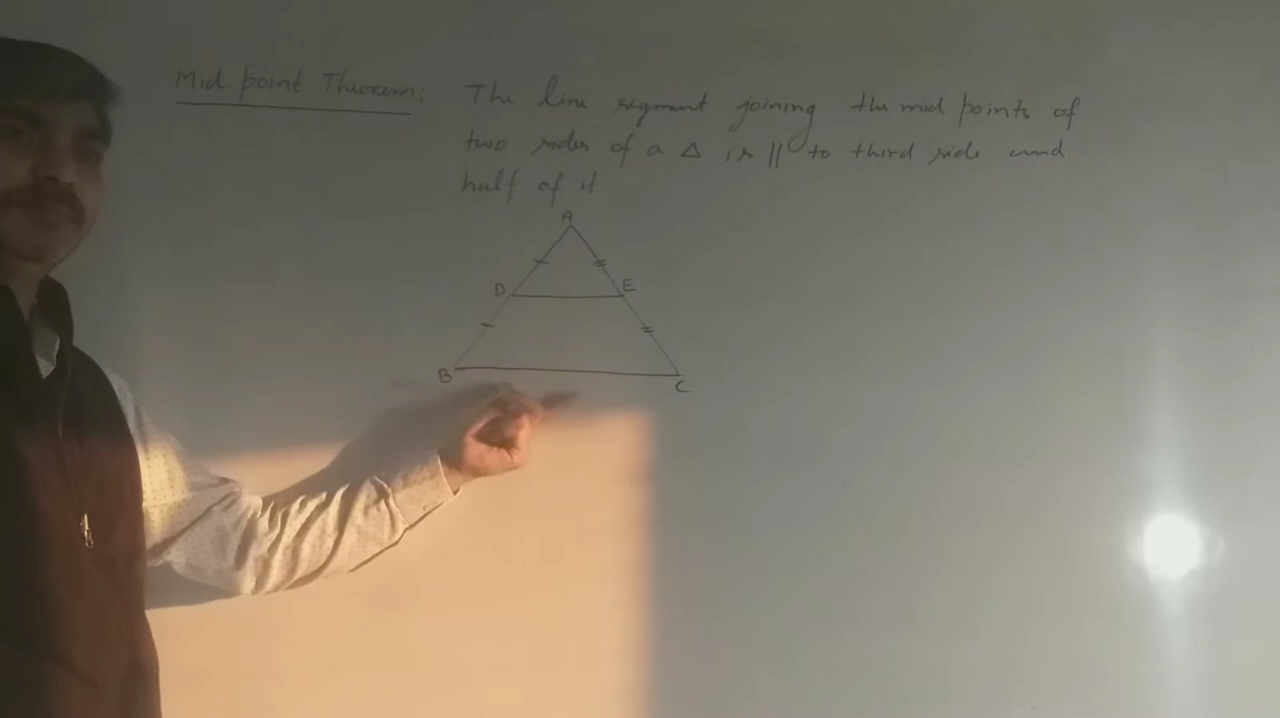 Mid point Theorem: The line segment joining the mid points of
two sides of a △ is || to third side and
half of it
A
D E
B C